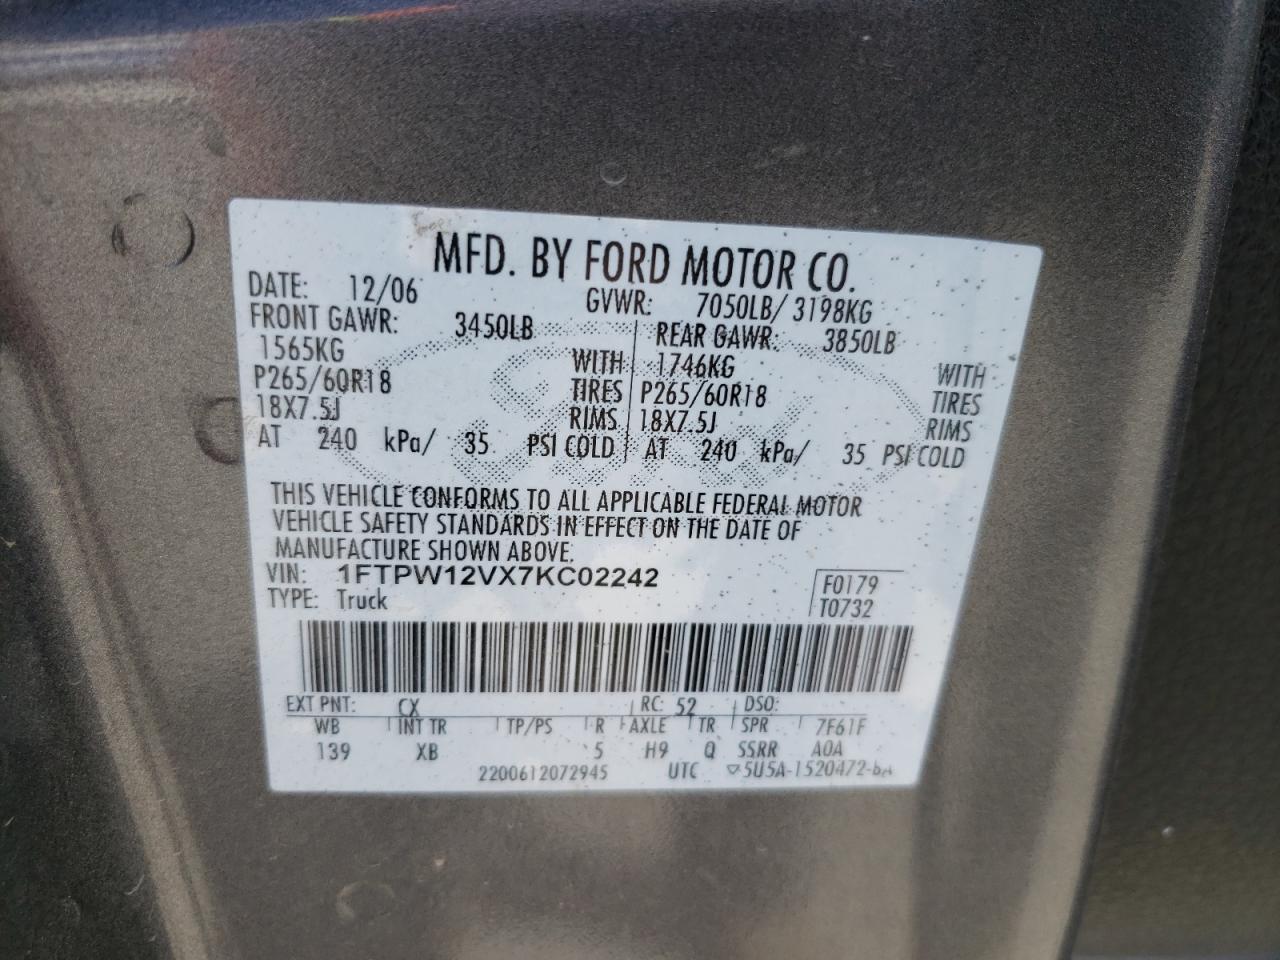 MFD. BY FORD MOTOR CO.
DATE: 12/06 GVWR: 7050LB/ 3198KG
FRONT GAWR: 3450LB REAR GAWR: 3850LB
1565KG WITH 1746KG WITH
P265/60R18 TIRES P265/60R18 TIRES
18X7.5J RIMS 18X7.5J RIMS
AT 240 kPa/ 35 PSI COLD AT 240 kPa/ 35 PSI COLD
THIS VEHICLE CONFORMS TO ALL APPLICABLE FEDERAL MOTOR
VEHICLE SAFETY STANDARDS IN EFFECT ON THE DATE OF
MANUFACTURE SHOWN ABOVE.
VIN: 1FTPW12VX7KC02242 F0179
TYPE: Truck T0732
EXT PNT: CX RC: 52 DSO:
WB INT TR TP/PS R AXLE TR SPR 7F61F
139 XB 5 H9 Q SSRR A0A
2200612072945 UTC ▽5U5A-1520472-